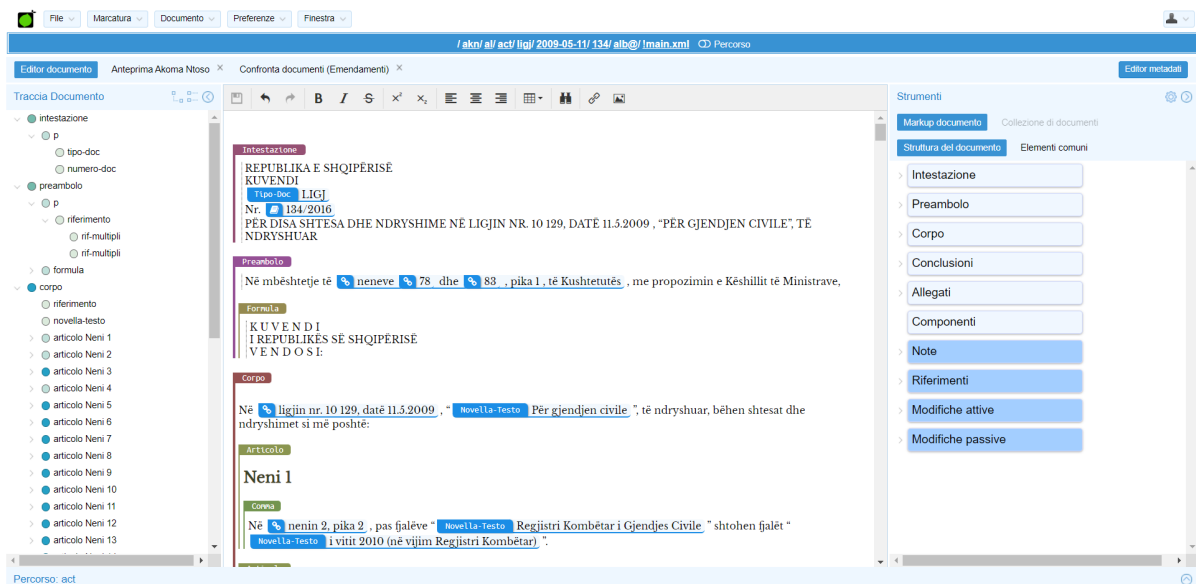 File Marcatura Documento Preferenze Finestra
/ akn/ al/ act/ ligj/ 2009-05-11/ 134/ alb@/ !main.xml Percorso
Editor documento Anteprima Akoma Ntoso × Confronta documenti (Emendamenti) × Editor metadati
Traccia Documento
intestazione
p
tipo-doc
numero-doc
preambolo
p
riferimento
rif-multipli
rif-multipli
formula
corpo
riferimento
novella-testo
articolo Neni 1
articolo Neni 2
articolo Neni 3
articolo Neni 4
articolo Neni 5
articolo Neni 6
articolo Neni 7
articolo Neni 8
articolo Neni 9
articolo Neni 10
articolo Neni 11
articolo Neni 12
articolo Neni 13
B I S x² x₂
Intestazione
REPUBLIKA E SHQIPËRISË
KUVENDI
Tipo-Doc LIGJ
Nr. 134/2016
PËR DISA SHTESA DHE NDRYSHIME NË LIGJIN NR. 10 129, DATË 11.5.2009 , “PËR GJENDJEN CIVILE”, TË
NDRYSHUAR
Preambolo
Në mbështetje të neneve 78 dhe 83 , pika 1 , të Kushtetutës , me propozimin e Këshillit të Ministrave,
Formula
K U V E N D I
I REPUBLIKËS SË SHQIPËRISË
V E N D O S I:
Corpo
Në ligjin nr. 10 129, datë 11.5.2009 , “ Novella-Testo Për gjendjen civile ”, të ndryshuar, bëhen shtesat dhe
ndryshimet si më poshtë:
Articolo
Neni 1
Comma
Në nenin 2, pika 2 , pas fjalëve “ Novella-Testo Regjistri Kombëtar i Gjendjes Civile ” shtohen fjalët “
Novella-Testo i vitit 2010 (në vijim Regjistri Kombëtar) ”.
Strumenti
Markup documento Collezione di documenti
Struttura del documento Elementi comuni
Intestazione
Preambolo
Corpo
Conclusioni
Allegati
Componenti
Note
Riferimenti
Modifiche attive
Modifiche passive
Percorso: act